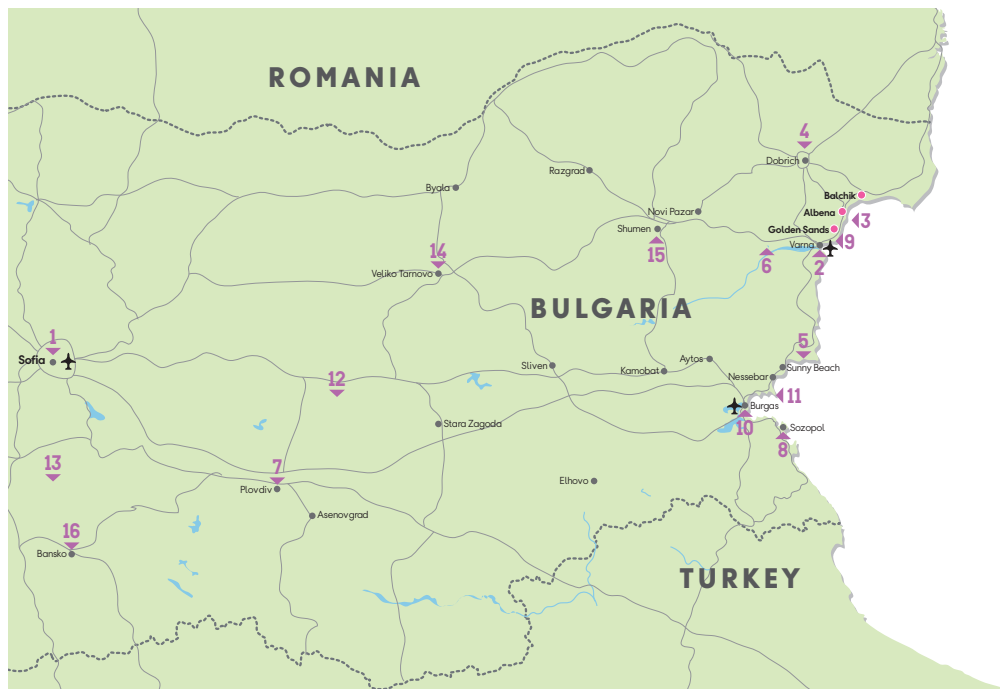 ROMANIA
4
Dobrich
Razgrad
Byala
Balchik
Novi Pazar
Albena
3
Shumen
Golden Sands
9
Varna
14
15
6
2
Veliko Tarnovo
BULGARIA
1
5
Sofia
Aytos
Sliven
Karnobat
Sunny Beach
Nessebar
12
11
Burgas
Stara Zagoda
10
Sozopol
8
13
7
Elhovo
Plovdiv
Asenovgrad
16
Bansko
TURKEY